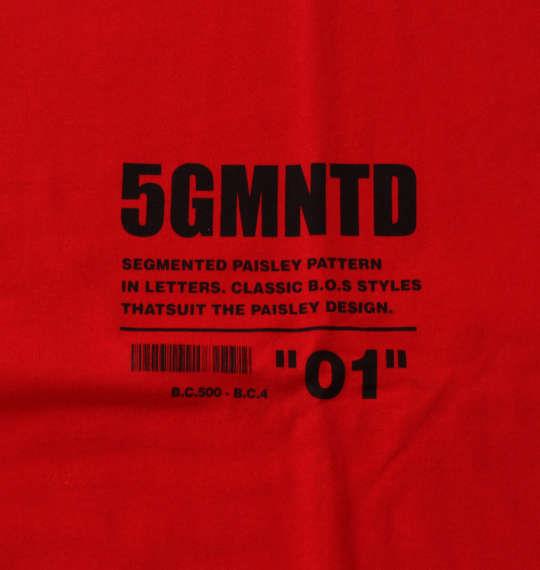 5GMNTD
SEGMENTED PAISLEY PATTERN
IN LETTERS. CLASSIC B.O.S STYLES
THATSUIT THE PAISLEY DESIGN.
"01"
B.C.500 - B.C.4